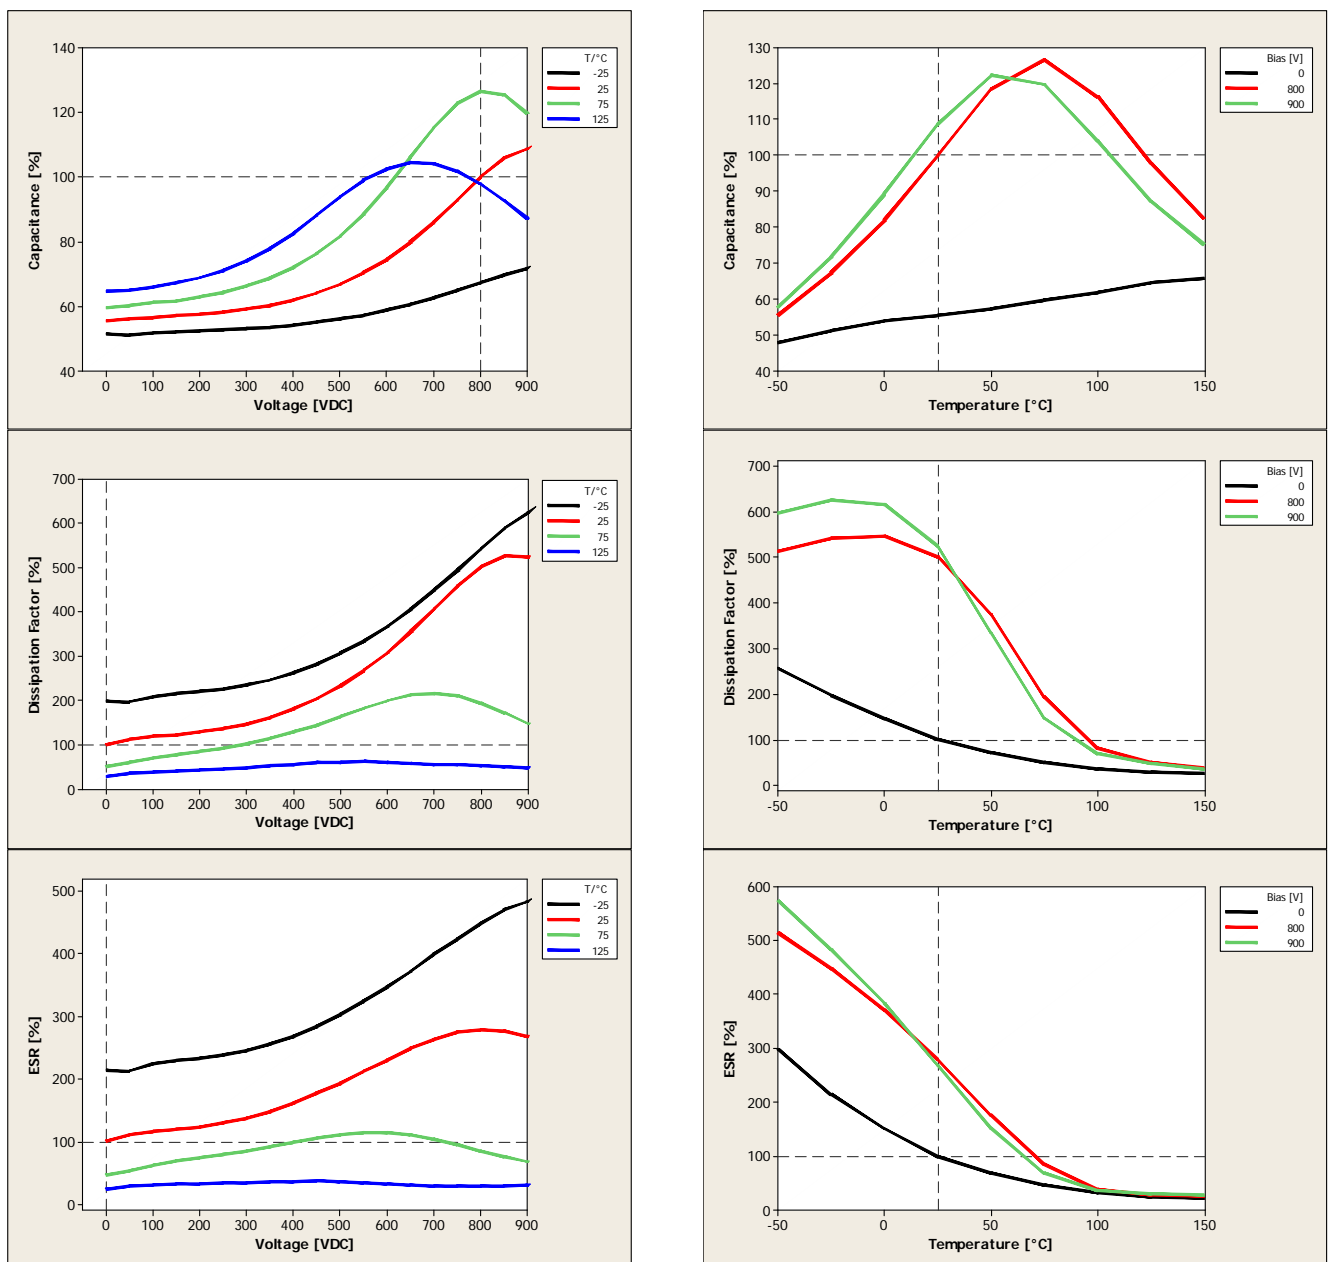 140
120
100
80
60
40
Capacitance [%]
0 100 200 300 400 500 600 700 800 900
Voltage [VDC]
T/°C
-25
25
75
125
130
120
110
100
90
80
70
60
50
40
Capacitance [%]
-50 0 50 100 150
Temperature [°C]
Bias [V]
0
800
900
700
600
500
400
300
200
100
0
Dissipation Factor [%]
0 100 200 300 400 500 600 700 800 900
Voltage [VDC]
T/°C
-25
25
75
125
700
600
500
400
300
200
100
0
Dissipation Factor [%]
-50 0 50 100 150
Temperature [°C]
Bias [V]
0
800
900
500
400
300
200
100
0
ESR [%]
0 100 200 300 400 500 600 700 800 900
Voltage [VDC]
T/°C
-25
25
75
125
600
500
400
300
200
100
0
ESR [%]
-50 0 50 100 150
Temperature [°C]
Bias [V]
0
800
900